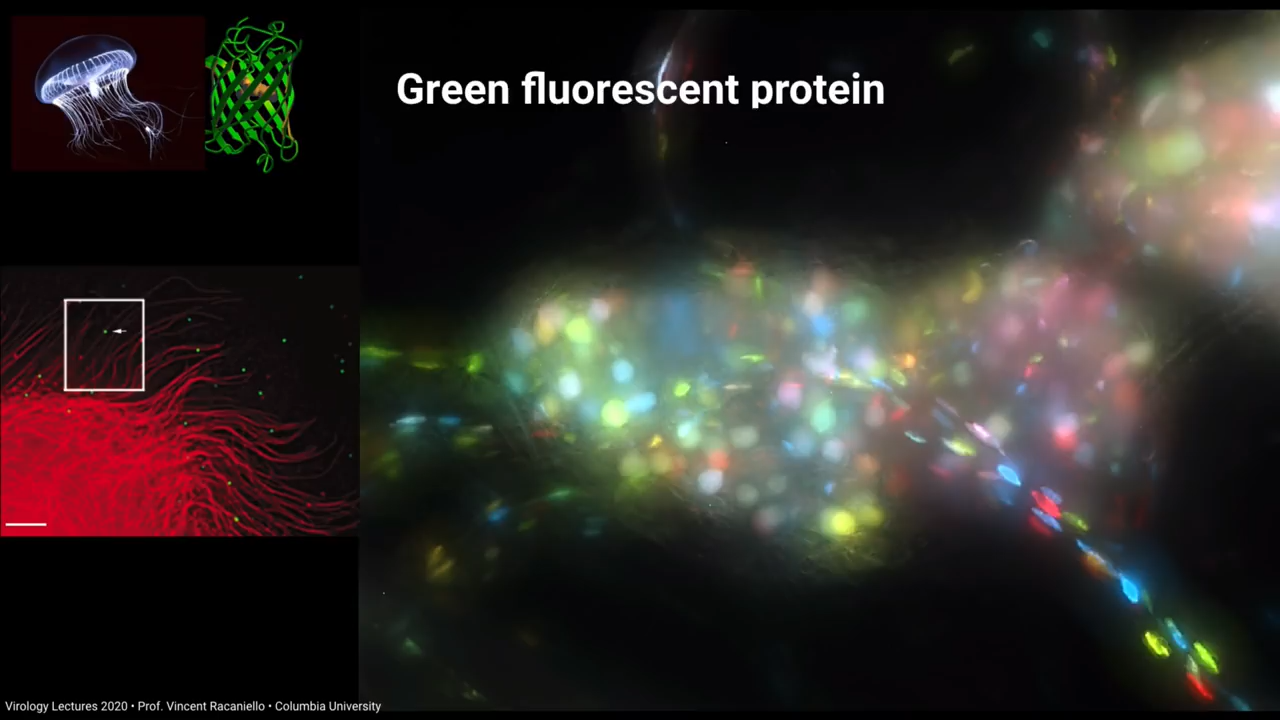 Green fluorescent protein
Virology Lectures 2020 • Prof. Vincent Racaniello • Columbia University